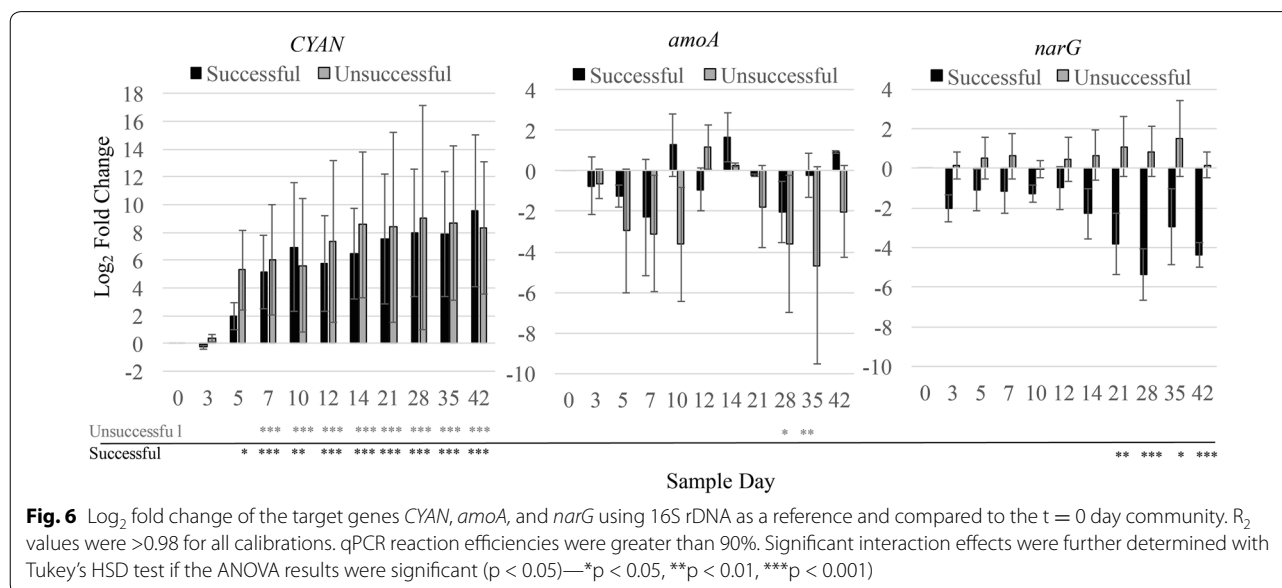 CYAN amoA narG
Successful Unsuccessful Successful Unsuccessful Successful Unsuccessful
Log2 Fold Change
18
16
14
12
10
8
6
4
2
0
-2
4
2
0
-2
-4
-6
-8
-10
4
2
0
-2
-4
-6
-8
-10
0 3 5 7 10 12 14 21 28 35 42 0 3 5 7 10 12 14 21 28 35 42 0 3 5 7 10 12 14 21 28 35 42
Unsuccessfu l *** *** *** *** *** *** *** *** * **
Successful * *** ** *** *** *** *** *** *** ** *** * ***
Sample Day
Fig. 6 Log2 fold change of the target genes CYAN, amoA, and narG using 16S rDNA as a reference and compared to the t = 0 day community. R2
values were >0.98 for all calibrations. qPCR reaction efficiencies were greater than 90%. Significant interaction effects were further determined with
Tukey's HSD test if the ANOVA results were significant (p < 0.05)—*p < 0.05, **p < 0.01, ***p < 0.001)